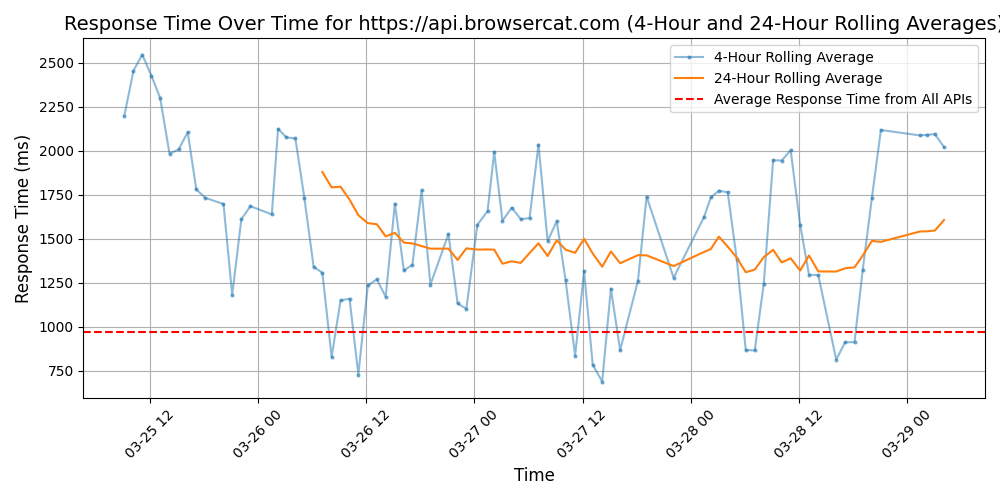 Response Time Over Time for https://api.browsercat.com (4-Hour and 24-Hour Rolling Averages)
4-Hour Rolling Average
24-Hour Rolling Average
Average Response Time from All APIs
Response Time (ms)
2500
2250
2000
1750
1500
1250
1000
750
03-25 12
03-26 00
03-26 12
03-27 00
03-27 12
03-28 00
03-28 12
03-29 00
Time